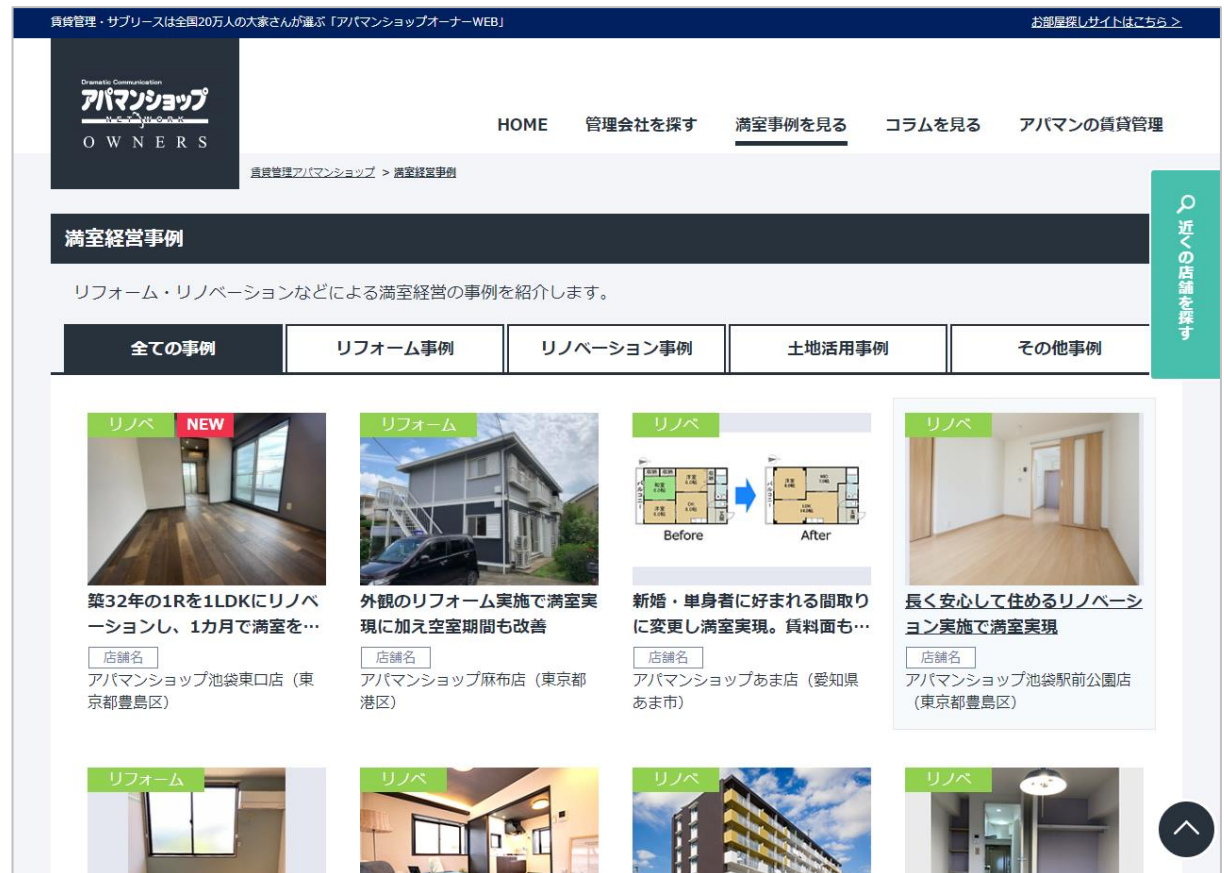 賃貸管理・サブリースは全国20万人の大家さんが選ぶ「アパマンショップオーナーWEB」
お部屋探しサイトはこちら >
Dramatic Communication
アパマンショップ
NETWORK
OWNERS
HOME
管理会社を探す
満室事例を見る
コラムを見る
アパマンの賃貸管理
賃貸管理アパマンショップ > 満室経営事例
近くの店舗を探す
満室経営事例
リフォーム・リノベーションなどによる満室経営の事例を紹介します。
全ての事例
リフォーム事例
リノベーション事例
土地活用事例
その他事例
リノベ
NEW
築32年の1Rを1LDKにリノベ
ーションし、1カ月で満室を…
店舗名
アパマンショップ池袋東口店（東
京都豊島区）
リフォーム
外観のリフォーム実施で満室実
現に加え空室期間も改善
店舗名
アパマンショップ麻布店（東京都
港区）
リノベ
Before
After
新婚・単身者に好まれる間取り
に変更し満室実現。賃料面も…
店舗名
アパマンショップあま店（愛知県
あま市）
リノベ
長く安心して住めるリノベーシ
ョン実施で満室実現
店舗名
アパマンショップ池袋駅前公園店
（東京都豊島区）
リフォーム
リノベ
リノベ
リノベ